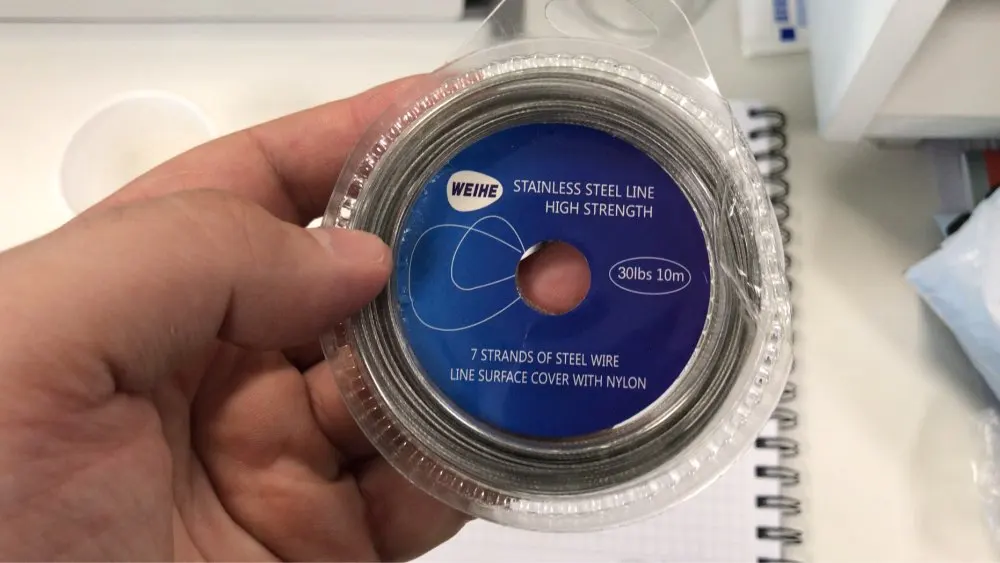 WEIHE
STAINLESS STEEL LINE
HIGH STRENGTH
30lbs 10m
7 STRANDS OF STEEL WIRE
LINE SURFACE COVER WITH NYLON